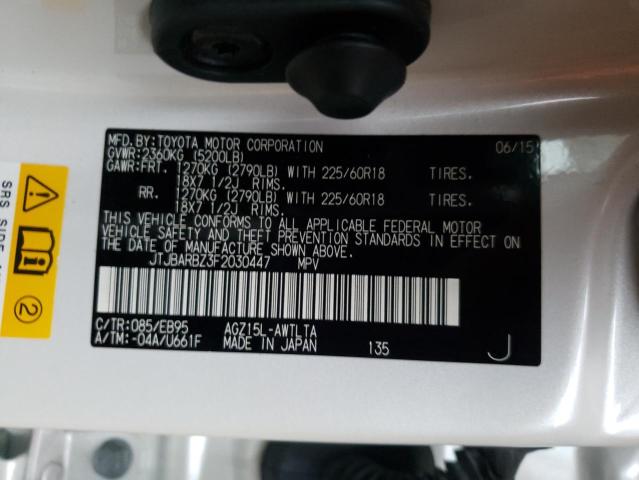 MFD.BY:TOYOTA MOTOR CORPORATION 06/15
GVWR:2360KG (5200LB)
GAWR:FRT. 1270KG (2790LB) WITH 225/60R18 TIRES.
18X7 1/2J RIMS.
RR. 1270KG (2790LB) WITH 225/60R18 TIRES.
18X7 1/2J RIMS.
THIS VEHICLE CONFORMS TO ALL APPLICABLE FEDERAL MOTOR
VEHICLE SAFETY AND THEFT PREVENTION STANDARDS IN EFFECT ON
THE DATE OF MANUFACTURE SHOWN ABOVE.
JTJBARBZ3F2030447 MPV
C/TR:085/EB95 AGZ15L-AWTLTA
A/TM:-04A/U661F MADE IN JAPAN 135 J
SRS SIDE
2